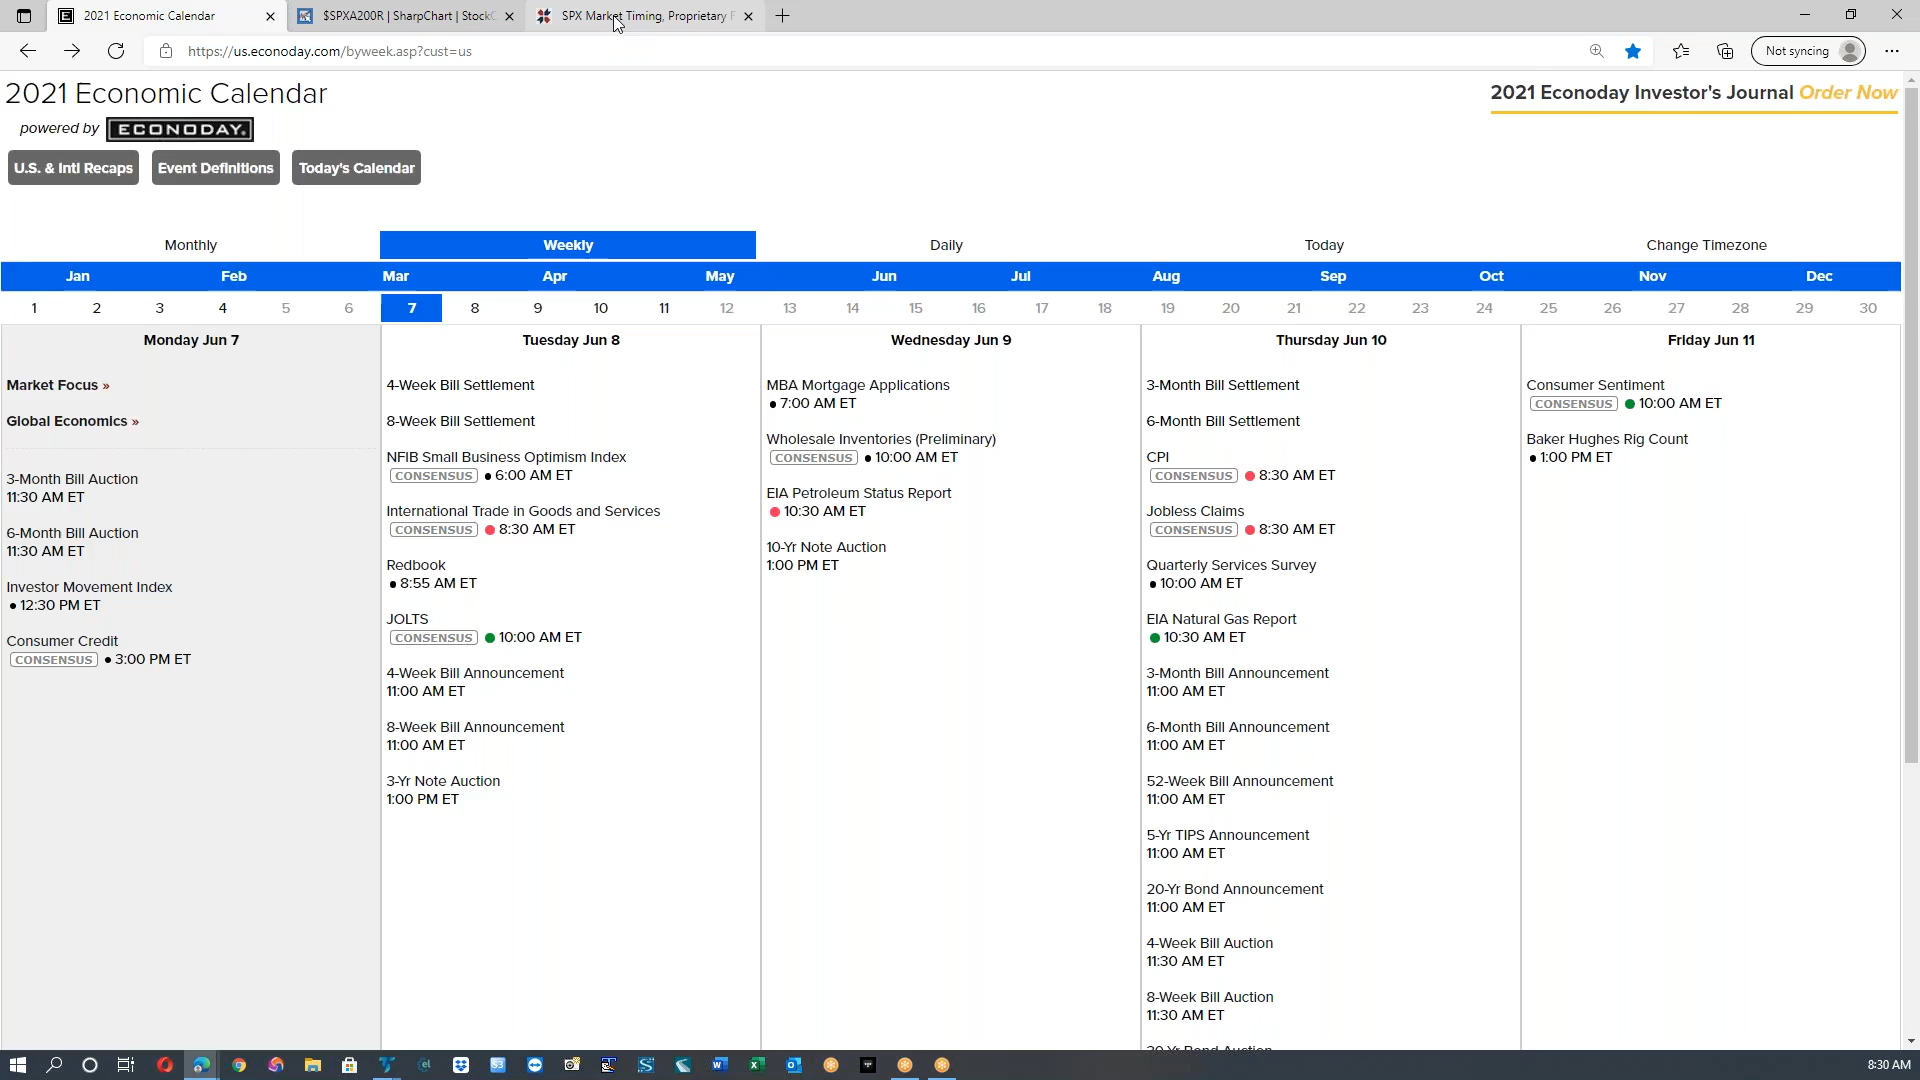 2021 Economic Calendar
$SPXA200R | SharpChart | StockC
SPX Market Timing, Proprietary F
https://us.econoday.com/byweek.asp?cust=us
Not syncing
2021 Economic Calendar
2021 Econoday Investor's Journal Order Now
powered by ECONODAY.
U.S. & Intl Recaps
Event Definitions
Today's Calendar
Monthly
Weekly
Daily
Today
Change Timezone
Jan Feb Mar Apr May Jun Jul Aug Sep Oct Nov Dec
1 2 3 4 5 6 7 8 9 10 11 12 13 14 15 16 17 18 19 20 21 22 23 24 25 26 27 28 29 30
Monday Jun 7
Market Focus »
Global Economics »
3-Month Bill Auction
11:30 AM ET
6-Month Bill Auction
11:30 AM ET
Investor Movement Index
12:30 PM ET
Consumer Credit
CONSENSUS 3:00 PM ET
Tuesday Jun 8
4-Week Bill Settlement
8-Week Bill Settlement
NFIB Small Business Optimism Index
CONSENSUS 6:00 AM ET
International Trade in Goods and Services
CONSENSUS 8:30 AM ET
Redbook
8:55 AM ET
JOLTS
CONSENSUS 10:00 AM ET
4-Week Bill Announcement
11:00 AM ET
8-Week Bill Announcement
11:00 AM ET
3-Yr Note Auction
1:00 PM ET
Wednesday Jun 9
MBA Mortgage Applications
7:00 AM ET
Wholesale Inventories (Preliminary)
CONSENSUS 10:00 AM ET
EIA Petroleum Status Report
10:30 AM ET
10-Yr Note Auction
1:00 PM ET
Thursday Jun 10
3-Month Bill Settlement
6-Month Bill Settlement
CPI
CONSENSUS 8:30 AM ET
Jobless Claims
CONSENSUS 8:30 AM ET
Quarterly Services Survey
10:00 AM ET
EIA Natural Gas Report
10:30 AM ET
3-Month Bill Announcement
11:00 AM ET
6-Month Bill Announcement
11:00 AM ET
52-Week Bill Announcement
11:00 AM ET
5-Yr TIPS Announcement
11:00 AM ET
20-Yr Bond Announcement
11:00 AM ET
4-Week Bill Auction
11:30 AM ET
8-Week Bill Auction
11:30 AM ET
Bond Auction
Friday Jun 11
Consumer Sentiment
CONSENSUS 10:00 AM ET
Baker Hughes Rig Count
1:00 PM ET
8:30 AM